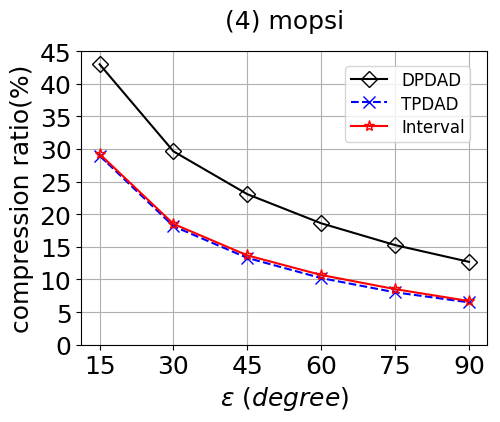 (4) mopsi
compression ratio(%)
45
40
35
30
25
20
15
10
5
0
DPDAD
TPDAD
Interval
15 30 45 60 75 90
ε (degree)